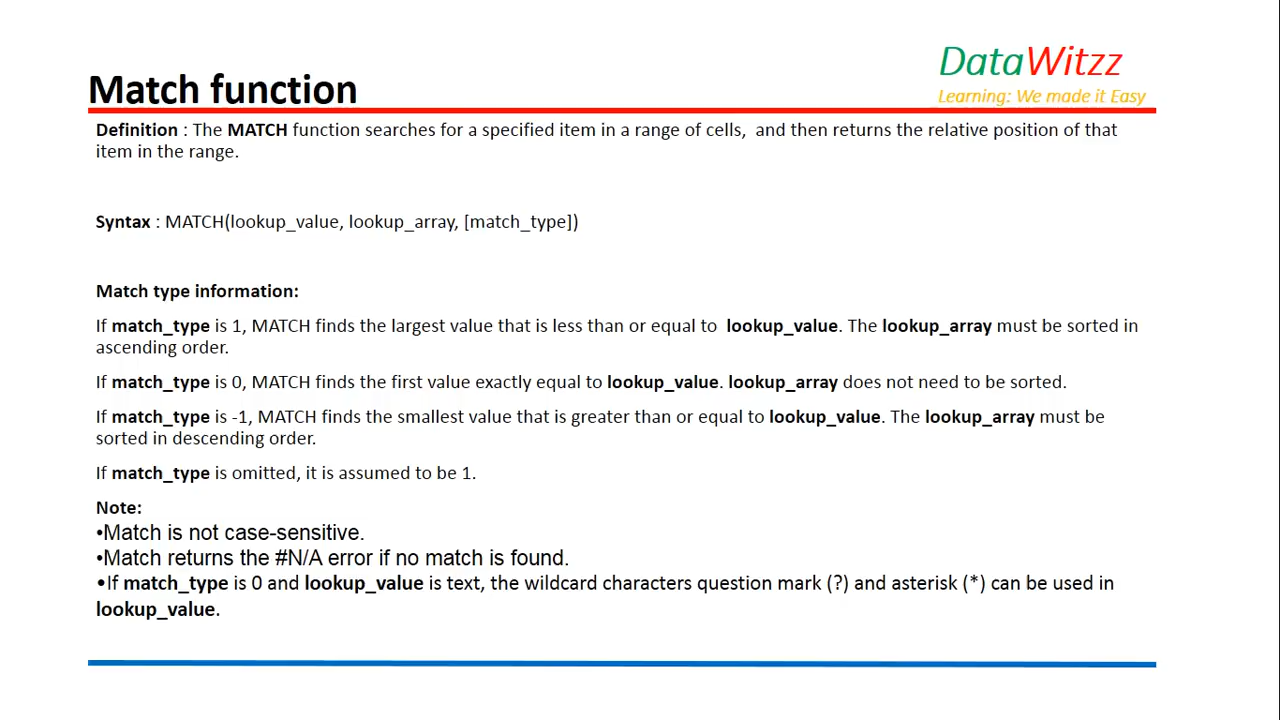 DataWitzz
Learning: We made it Easy
Match function
Definition : The MATCH function searches for a specified item in a range of cells,  and then returns the relative position of that
item in the range.
Syntax : MATCH(lookup_value, lookup_array, [match_type])
Match type information:
If match_type is 1, MATCH finds the largest value that is less than or equal to  lookup_value. The lookup_array must be sorted in
ascending order.
If match_type is 0, MATCH finds the first value exactly equal to lookup_value. lookup_array does not need to be sorted.
If match_type is -1, MATCH finds the smallest value that is greater than or equal to lookup_value. The lookup_array must be
sorted in descending order.
If match_type is omitted, it is assumed to be 1.
Note:
•Match is not case-sensitive.
•Match returns the #N/A error if no match is found.
•If match_type is 0 and lookup_value is text, the wildcard characters question mark (?) and asterisk (*) can be used in
lookup_value.